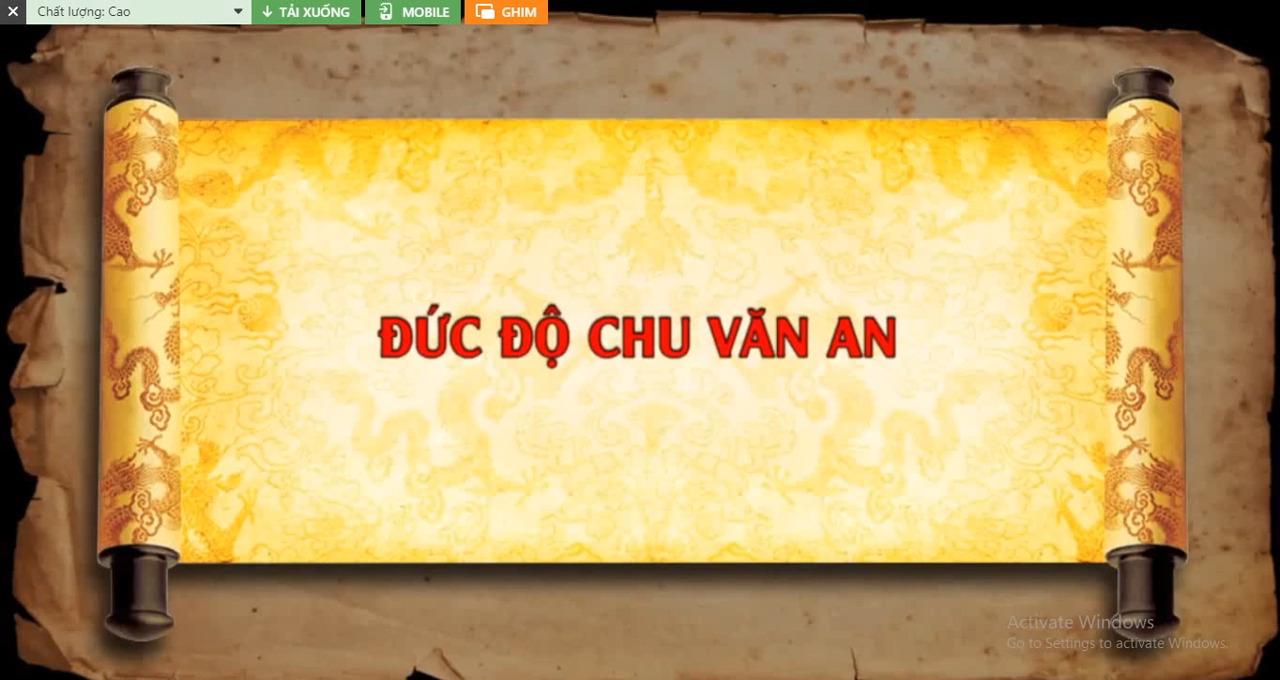 Chất lượng: Cao
TẢI XUỐNG
MOBILE
GHIM
ĐỨC ĐỘ CHU VĂN AN
Activate Windows
Go to Settings to activate Windows.